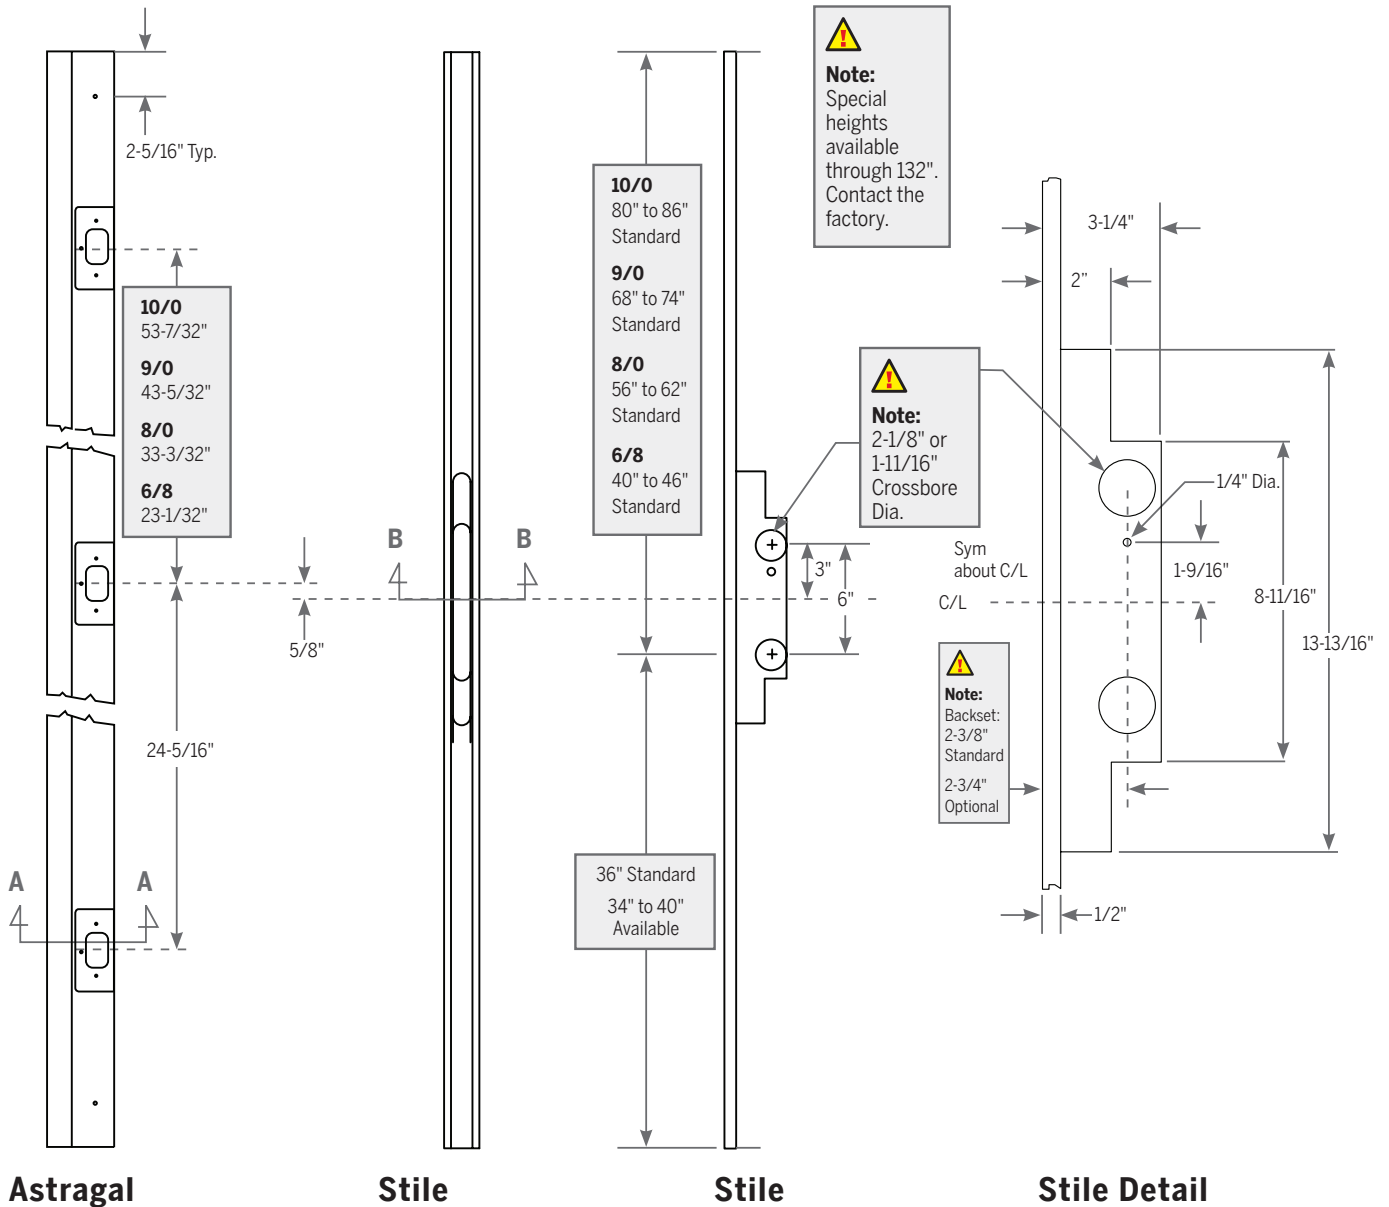 2-5/16" Typ.
10/0
53-7/32"
9/0
43-5/32"
8/0
33-3/32"
6/8
23-1/32"
24-5/16"
A
A
Astragal
5/8"
B
B
Stile
10/0
80" to 86"
Standard
9/0
68" to 74"
Standard
8/0
56" to 62"
Standard
6/8
40" to 46"
Standard
3"
6"
36" Standard
34" to 40"
Available
Stile
Note:
Special
heights
available
through 132".
Contact the
factory.
Note:
2-1/8" or
1-11/16"
Crossbore
Dia.
3-1/4"
2”
1/4" Dia.
Sym
about C/L
C/L
1-9/16"
8-11/16"
13-13/16"
Note:
Backset:
2-3/8"
Standard
2-3/4"
Optional
1/2"
Stile Detail